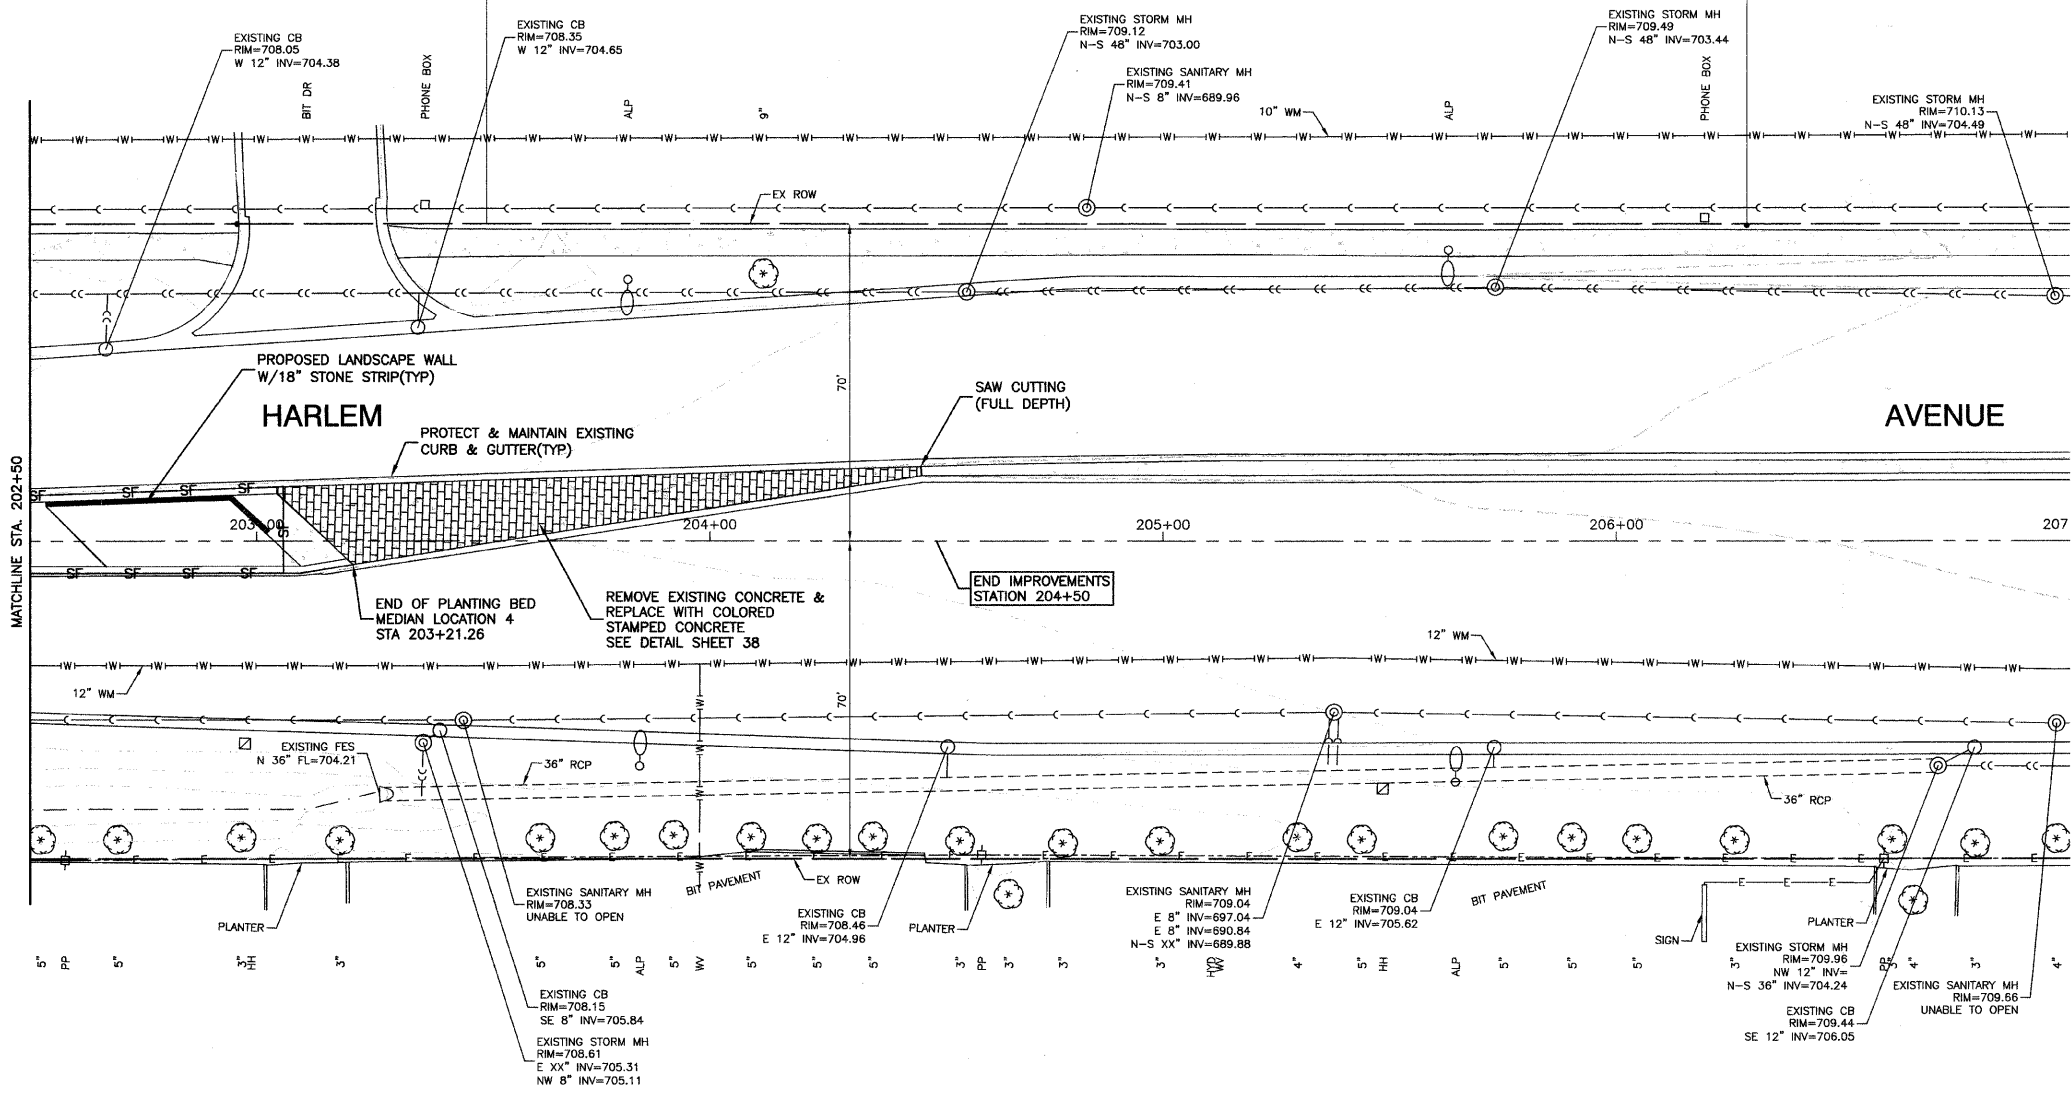 EXISTING CB
RIM=708.05
W 12" INV=704.38
BIT DR
PHONE BOX
EXISTING CB
RIM=708.35
W 12" INV=704.65
ALP
9"
EXISTING STORM MH
RIM=709.12
N-S 48" INV=703.00
EXISTING SANITARY MH
RIM=709.41
N-S 8" INV=689.96
10" WM
ALP
EXISTING STORM MH
RIM=709.49
N-S 48" INV=703.44
PHONE BOX
EXISTING STORM MH
RIM=710.13
N-S 48" INV=704.49
EX ROW
70'
PROPOSED LANDSCAPE WALL
W/18" STONE STRIP(TYP)
HARLEM
AVENUE
PROTECT & MAINTAIN EXISTING
CURB & GUTTER(TYP)
SAW CUTTING
(FULL DEPTH)
MATCHLINE STA. 202+50
SF SF SF SF
SF
203+00
204+00
205+00
206+00
207
SF SF SF SF
END OF PLANTING BED
MEDIAN LOCATION 4
STA 203+21.26
REMOVE EXISTING CONCRETE &
REPLACE WITH COLORED
STAMPED CONCRETE
SEE DETAIL SHEET 38
END IMPROVEMENTS
STATION 204+50
12" WM
12" WM
70'
EXISTING FES
N 36" FL=704.21
36" RCP
36" RCP
PLANTER
EXISTING SANITARY MH
RIM=708.33
UNABLE TO OPEN
BIT PAVEMENT
EX ROW
EXISTING CB
RIM=708.46
E 12" INV=704.96
PLANTER
EXISTING SANITARY MH
RIM=709.04
E 8" INV=697.04
E 8" INV=690.84
N-S XX" INV=689.88
EXISTING CB
RIM=709.04
E 12" INV=705.62
BIT PAVEMENT
SIGN
PLANTER
EXISTING STORM MH
RIM=709.96
NW 12" INV=
N-S 36" INV=704.24
EXISTING SANITARY MH
RIM=709.66
UNABLE TO OPEN
EXISTING CB
RIM=709.44
SE 12" INV=706.05
5"
PP
5"
3"
HH
3"
5"
5"
ALP
5"
WV
5"
5"
5"
3"
PP
3"
3"
3"
HYD
WV
4"
5"
HH
ALP
5"
5"
5"
3"
PP
3"
4"
3"
4"
EXISTING CB
RIM=708.15
SE 8" INV=705.84
EXISTING STORM MH
RIM=708.61
E XX" INV=705.31
NW 8" INV=705.11